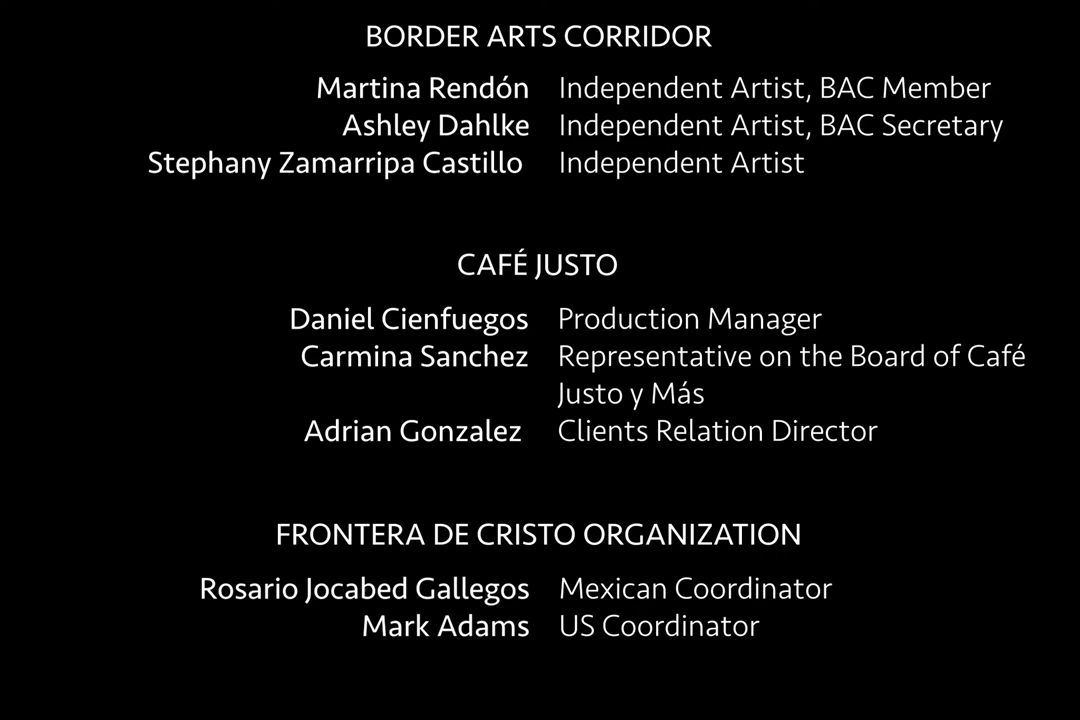 BORDER ARTS CORRIDOR
Martina Rendón Independent Artist, BAC Member
Ashley Dahlke Independent Artist, BAC Secretary
Stephany Zamarripa Castillo Independent Artist
CAFÉ JUSTO
Daniel Cienfuegos Production Manager
Carmina Sanchez Representative on the Board of Café
Justo y Más
Adrian Gonzalez Clients Relation Director
FRONTERA DE CRISTO ORGANIZATION
Rosario Jocabed Gallegos Mexican Coordinator
Mark Adams US Coordinator